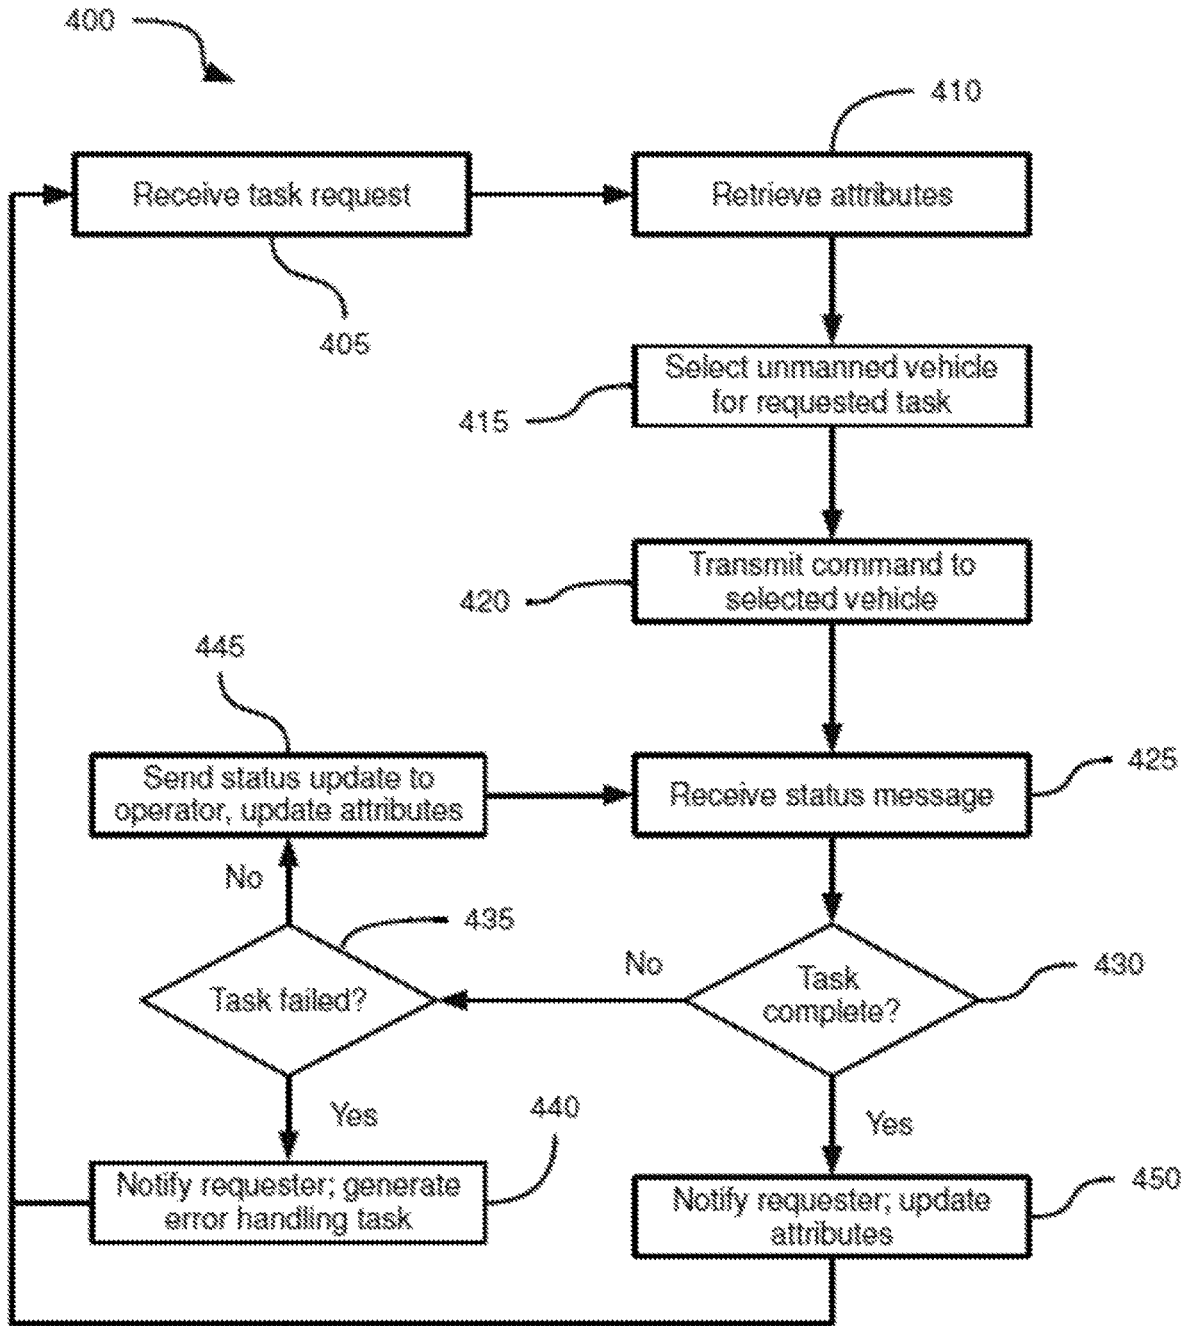 400
410
Receive task request
Retrieve attributes
405
Select unmanned vehicle
for requested task
415
Transmit command to
selected vehicle
420
445
425
Send status update to
operator, update attributes
Receive status message
No
435
No
430
Task failed?
Task
complete?
Yes
440
Yes
450
Notify requester; generate
error handling task
Notify requester; update
attributes